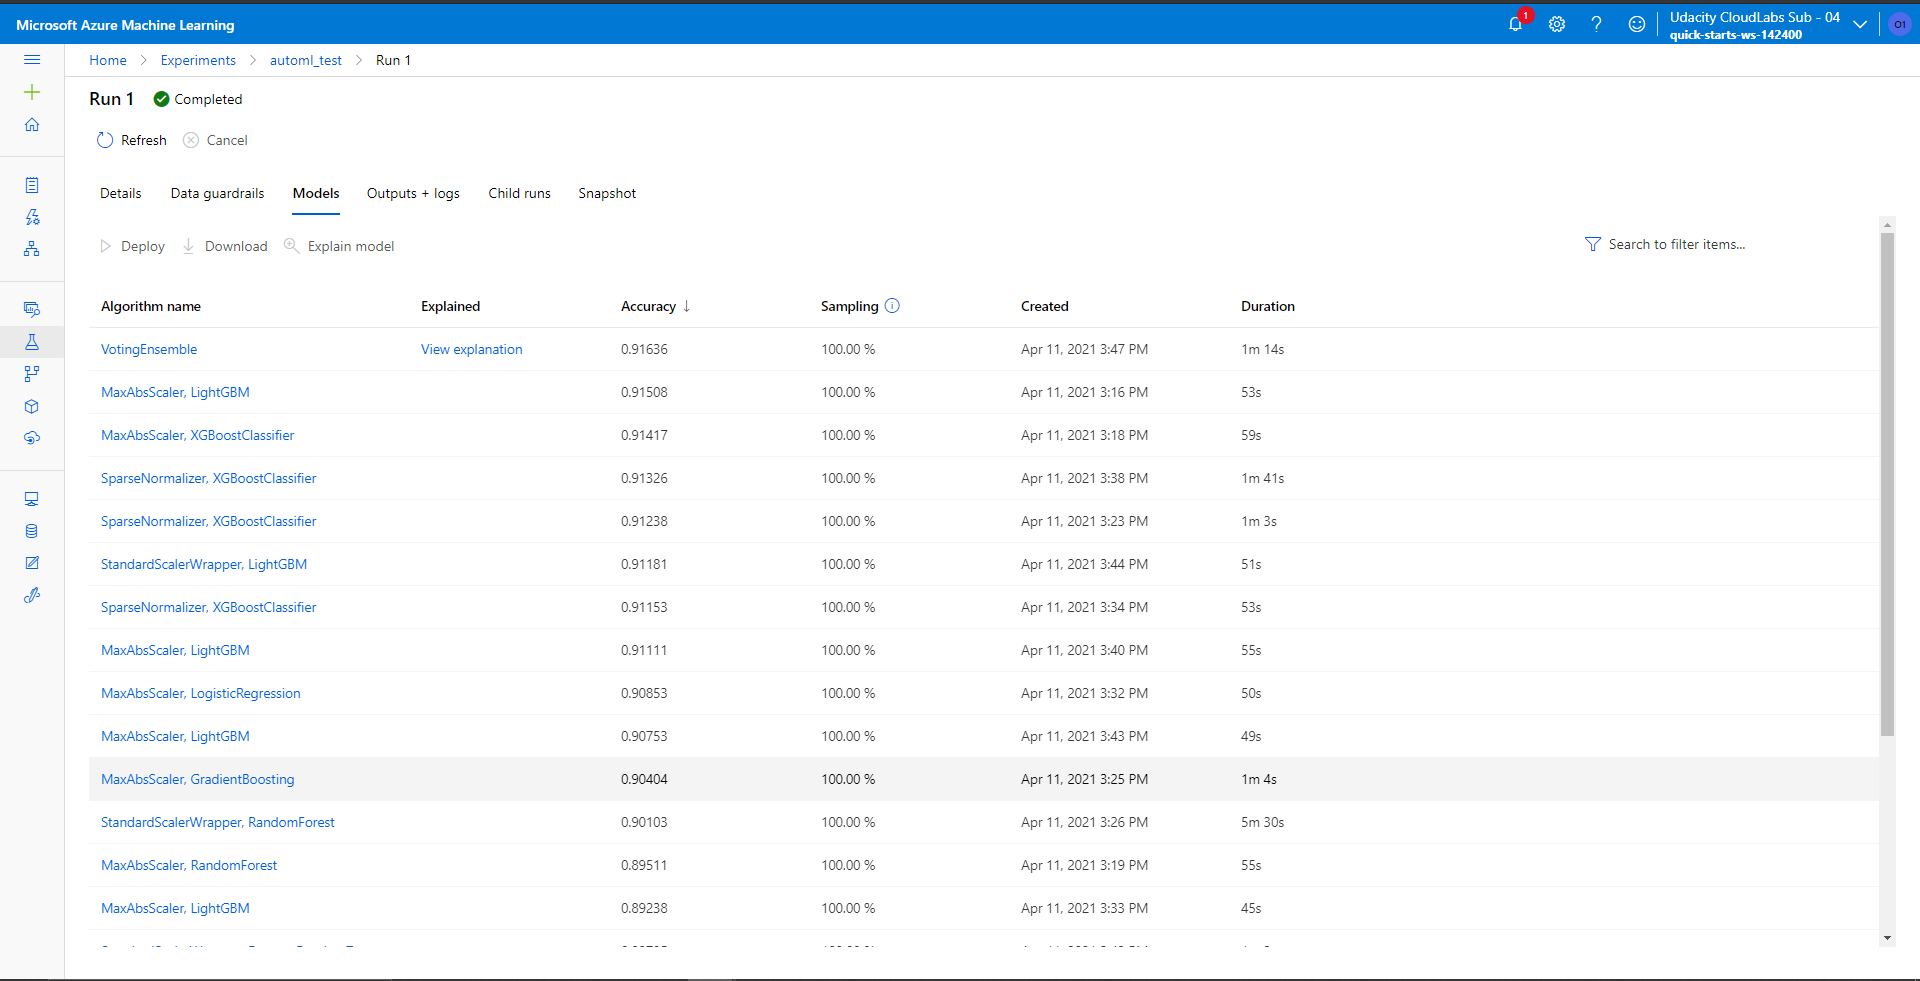 Microsoft Azure Machine Learning
1
Udacity CloudLabs Sub - 04
quick-starts-ws-142400
O1
Home > Experiments > automl_test > Run 1
Run 1 Completed
Refresh Cancel
Details Data guardrails Models Outputs + logs Child runs Snapshot
Deploy Download Explain model Search to filter items...
Algorithm name Explained Accuracy ↓ Sampling Created Duration
VotingEnsemble View explanation 0.91636 100.00 % Apr 11, 2021 3:47 PM 1m 14s
MaxAbsScaler, LightGBM 0.91508 100.00 % Apr 11, 2021 3:16 PM 53s
MaxAbsScaler, XGBoostClassifier 0.91417 100.00 % Apr 11, 2021 3:18 PM 59s
SparseNormalizer, XGBoostClassifier 0.91326 100.00 % Apr 11, 2021 3:38 PM 1m 41s
SparseNormalizer, XGBoostClassifier 0.91238 100.00 % Apr 11, 2021 3:23 PM 1m 3s
StandardScalerWrapper, LightGBM 0.91181 100.00 % Apr 11, 2021 3:44 PM 51s
SparseNormalizer, XGBoostClassifier 0.91153 100.00 % Apr 11, 2021 3:34 PM 53s
MaxAbsScaler, LightGBM 0.91111 100.00 % Apr 11, 2021 3:40 PM 55s
MaxAbsScaler, LogisticRegression 0.90853 100.00 % Apr 11, 2021 3:32 PM 50s
MaxAbsScaler, LightGBM 0.90753 100.00 % Apr 11, 2021 3:43 PM 49s
MaxAbsScaler, GradientBoosting 0.90404 100.00 % Apr 11, 2021 3:25 PM 1m 4s
StandardScalerWrapper, RandomForest 0.90103 100.00 % Apr 11, 2021 3:26 PM 5m 30s
MaxAbsScaler, RandomForest 0.89511 100.00 % Apr 11, 2021 3:19 PM 55s
MaxAbsScaler, LightGBM 0.89238 100.00 % Apr 11, 2021 3:33 PM 45s